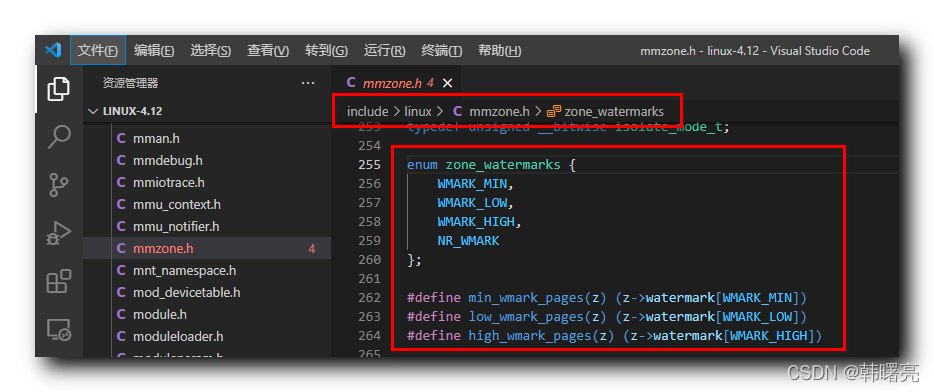 文件(F) 编辑(E) 选择(S) 查看(V) 转到(G) 运行(R) 终端(T) 帮助(H) mmzone.h - linux-4.12 - Visual Studio Code
资源管理器 ···
C mmzone.h 4 ×
LINUX-4.12
include > linux > C mmzone.h > zone_watermarks
C mman.h
C mmdebug.h
C mmiotrace.h
C mmu_context.h
C mmu_notifier.h
C mmzone.h 4
C mnt_namespace.h
C mod_devicetable.h
C module.h
C moduleloader.h
C moduleparam.h
253 typedef unsigned __bitwise isolate_mode_t;
254
255 enum zone_watermarks {
256 WMARK_MIN,
257 WMARK_LOW,
258 WMARK_HIGH,
259 NR_WMARK
260 };
261
262 #define min_wmark_pages(z) (z->watermark[WMARK_MIN])
263 #define low_wmark_pages(z) (z->watermark[WMARK_LOW])
264 #define high_wmark_pages(z) (z->watermark[WMARK_HIGH])
265
CSDN @韩曙亮